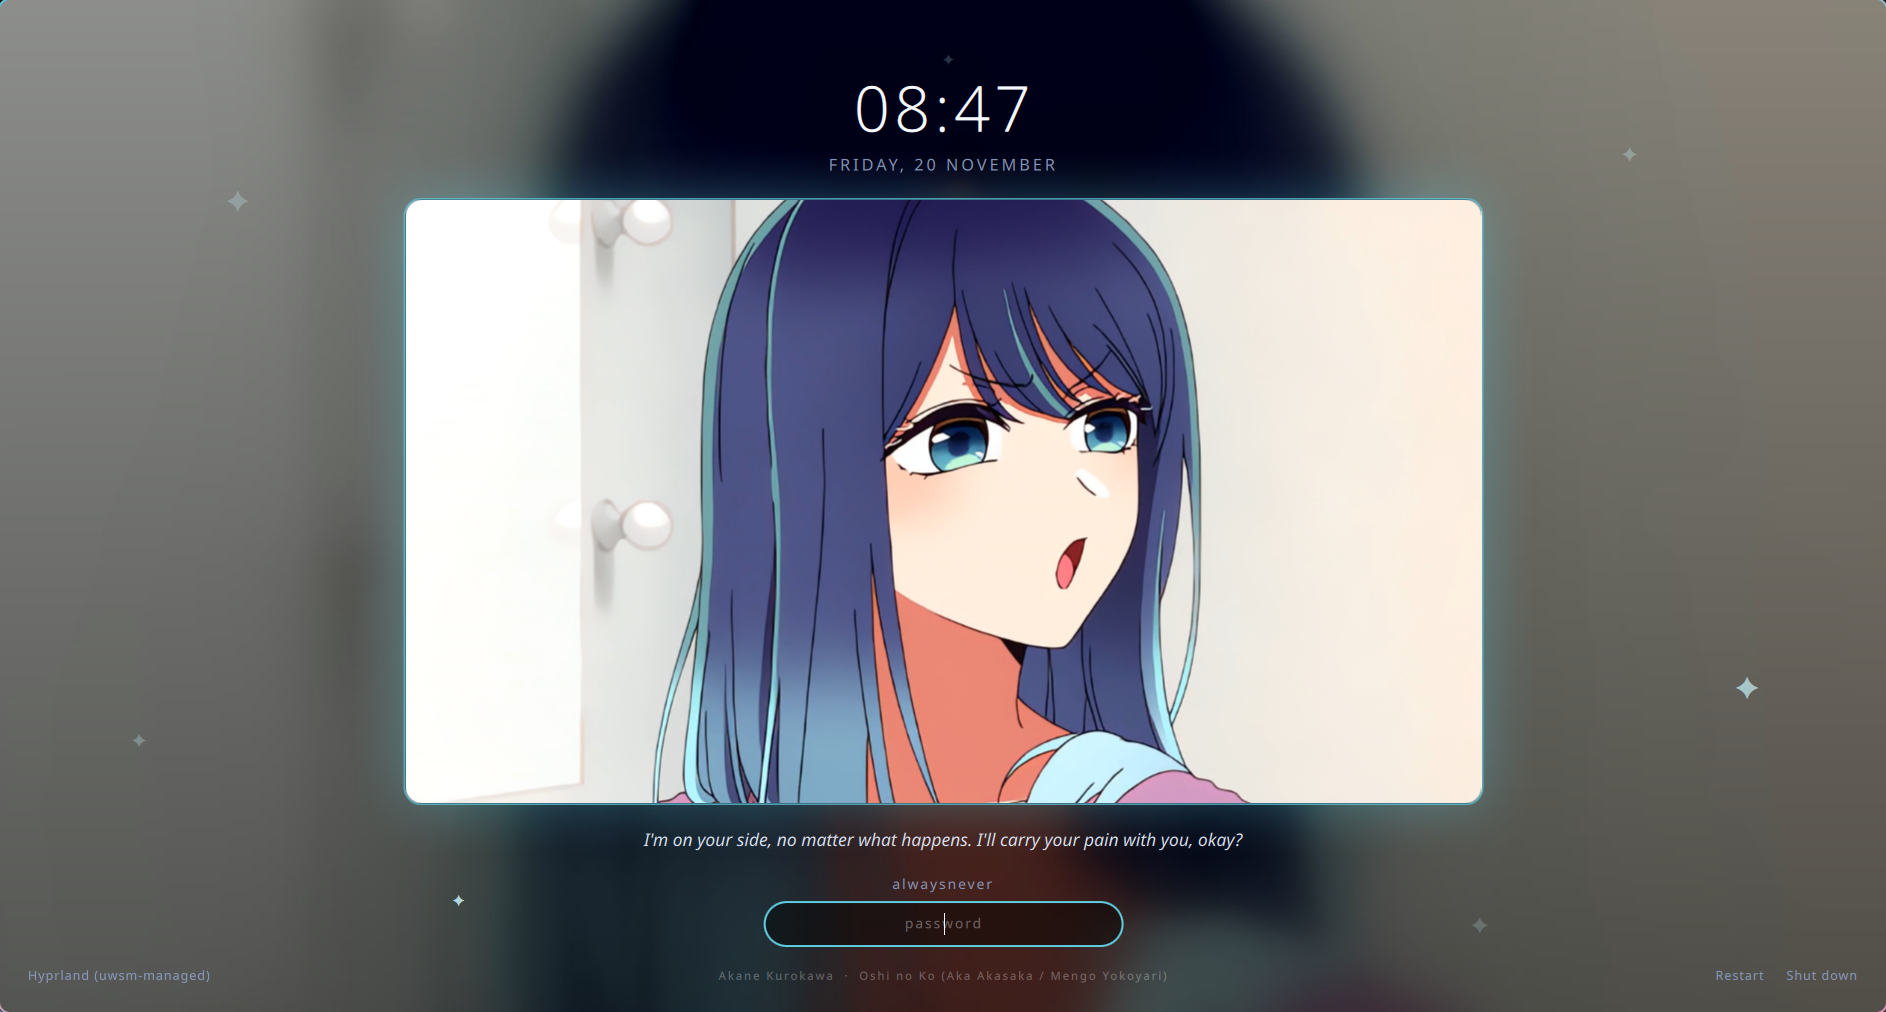 08:47
FRIDAY, 20 NOVEMBER
I'm on your side, no matter what happens. I'll carry your pain with you, okay?
alwaysnever
password
Hyprland (uwsm-managed)
Akane Kurokawa · Oshi no Ko (Aka Akasaka / Mengo Yokoyari)
Restart
Shut down